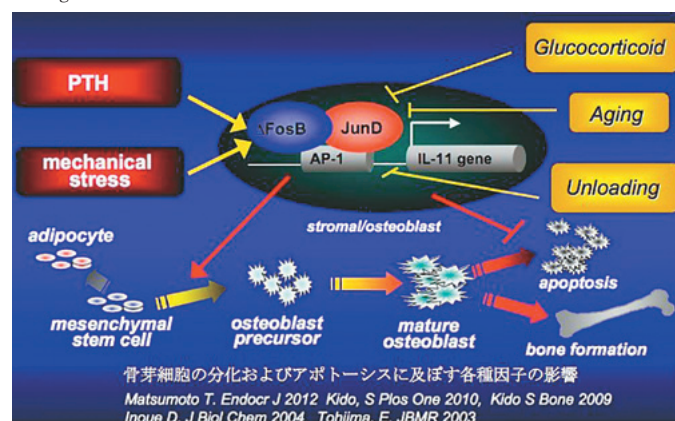 Glucocorticoid
PTH
ΔFosB
JunD
Aging
AP-1
IL-11 gene
mechanical
stress
Unloading
stromal/osteoblast
adipocyte
apoptosis
mesenchymal
stem cell
osteoblast
precursor
mature
osteoblast
bone formation
骨芽細胞の分化およびアポトーシスに及ぼす各種因子の影響
Matsumoto T. Endocr J 2012 Kido, S Plos One 2010, Kido S Bone 2009
Inoue D, J Biol Chem 2004 Tohjima, E, JBMR 2003